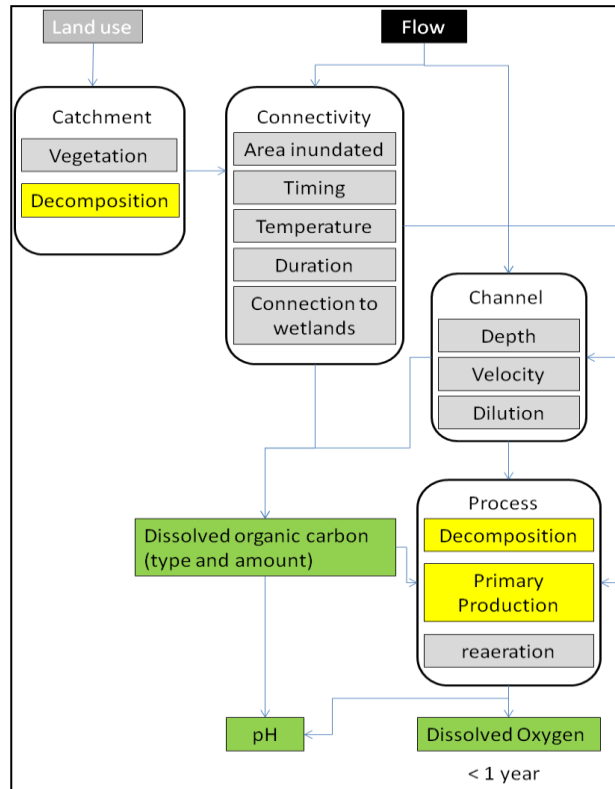 Land use
Flow
Catchment
Vegetation
Decomposition
Connectivity
Area inundated
Timing
Temperature
Duration
Connection to
wetlands
Channel
Depth
Velocity
Dilution
Process
Decomposition
Primary
Production
reaeration
Dissolved organic carbon
(type and amount)
pH
Dissolved Oxygen
< 1 year